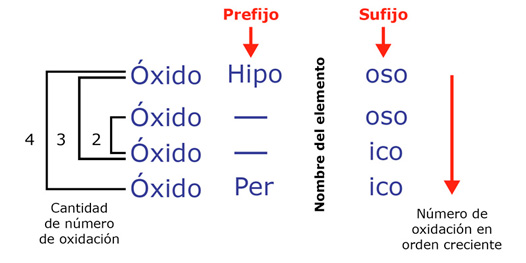 Prefijo Sufijo
Óxido Hipo oso
Óxido — oso
Óxido — ico
Óxido Per ico
4 3 2
Nombre del elemento
Cantidad
de número
de oxidación
Número de
oxidación en
orden creciente